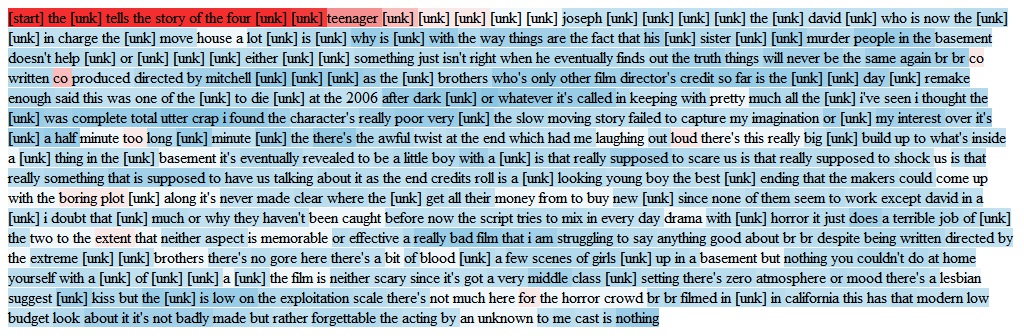 [start] the [unk] tells the story of the four [unk] [unk] teenager [unk] [unk] [unk] [unk] [unk] joseph [unk] [unk] [unk] [unk] the [unk] david [unk] who is now the [unk]
[unk] in charge the [unk] move house a lot [unk] is [unk] why is [unk] with the way things are the fact that his [unk] sister [unk] [unk] murder people in the basement
doesn't help [unk] or [unk] [unk] [unk] either [unk] [unk] something just isn't right when he eventually finds out the truth things will never be the same again br br co
written co produced directed by mitchell [unk] [unk] [unk] as the [unk] brothers who's only other film director's credit so far is the [unk] [unk] day [unk] remake
enough said this was one of the [unk] to die [unk] at the 2006 after dark [unk] or whatever it's called in keeping with pretty much all the [unk] i've seen i thought the
[unk] was complete total utter crap i found the character's really poor very [unk] the slow moving story failed to capture my imagination or [unk] my interest over it's
[unk] a half minute too long [unk] minute [unk] the there's the awful twist at the end which had me laughing out loud there's this really big [unk] build up to what's inside
a [unk] thing in the [unk] basement it's eventually revealed to be a little boy with a [unk] is that really supposed to scare us is that really supposed to shock us is that
really something that is supposed to have us talking about it as the end credits roll is a [unk] looking young boy the best [unk] ending that the makers could come up
with the boring plot [unk] along it's never made clear where the [unk] get all their money from to buy new [unk] since none of them seem to work except david in a
[unk] i doubt that [unk] much or why they haven't been caught before now the script tries to mix in every day drama with [unk] horror it just does a terrible job of [unk]
the two to the extent that neither aspect is memorable or effective a really bad film that i am struggling to say anything good about br br despite being written directed by
the extreme [unk] [unk] brothers there's no gore here there's a bit of blood [unk] a few scenes of girls [unk] up in a basement but nothing you couldn't do at home
yourself with a [unk] of [unk] [unk] a [unk] the film is neither scary since it's got a very middle class [unk] setting there's zero atmosphere or mood there's a lesbian
suggest [unk] kiss but the [unk] is low on the exploitation scale there's not much here for the horror crowd br br filmed in [unk] in california this has that modern low
budget look about it it's not badly made but rather forgettable the acting by an unknown to me cast is nothing